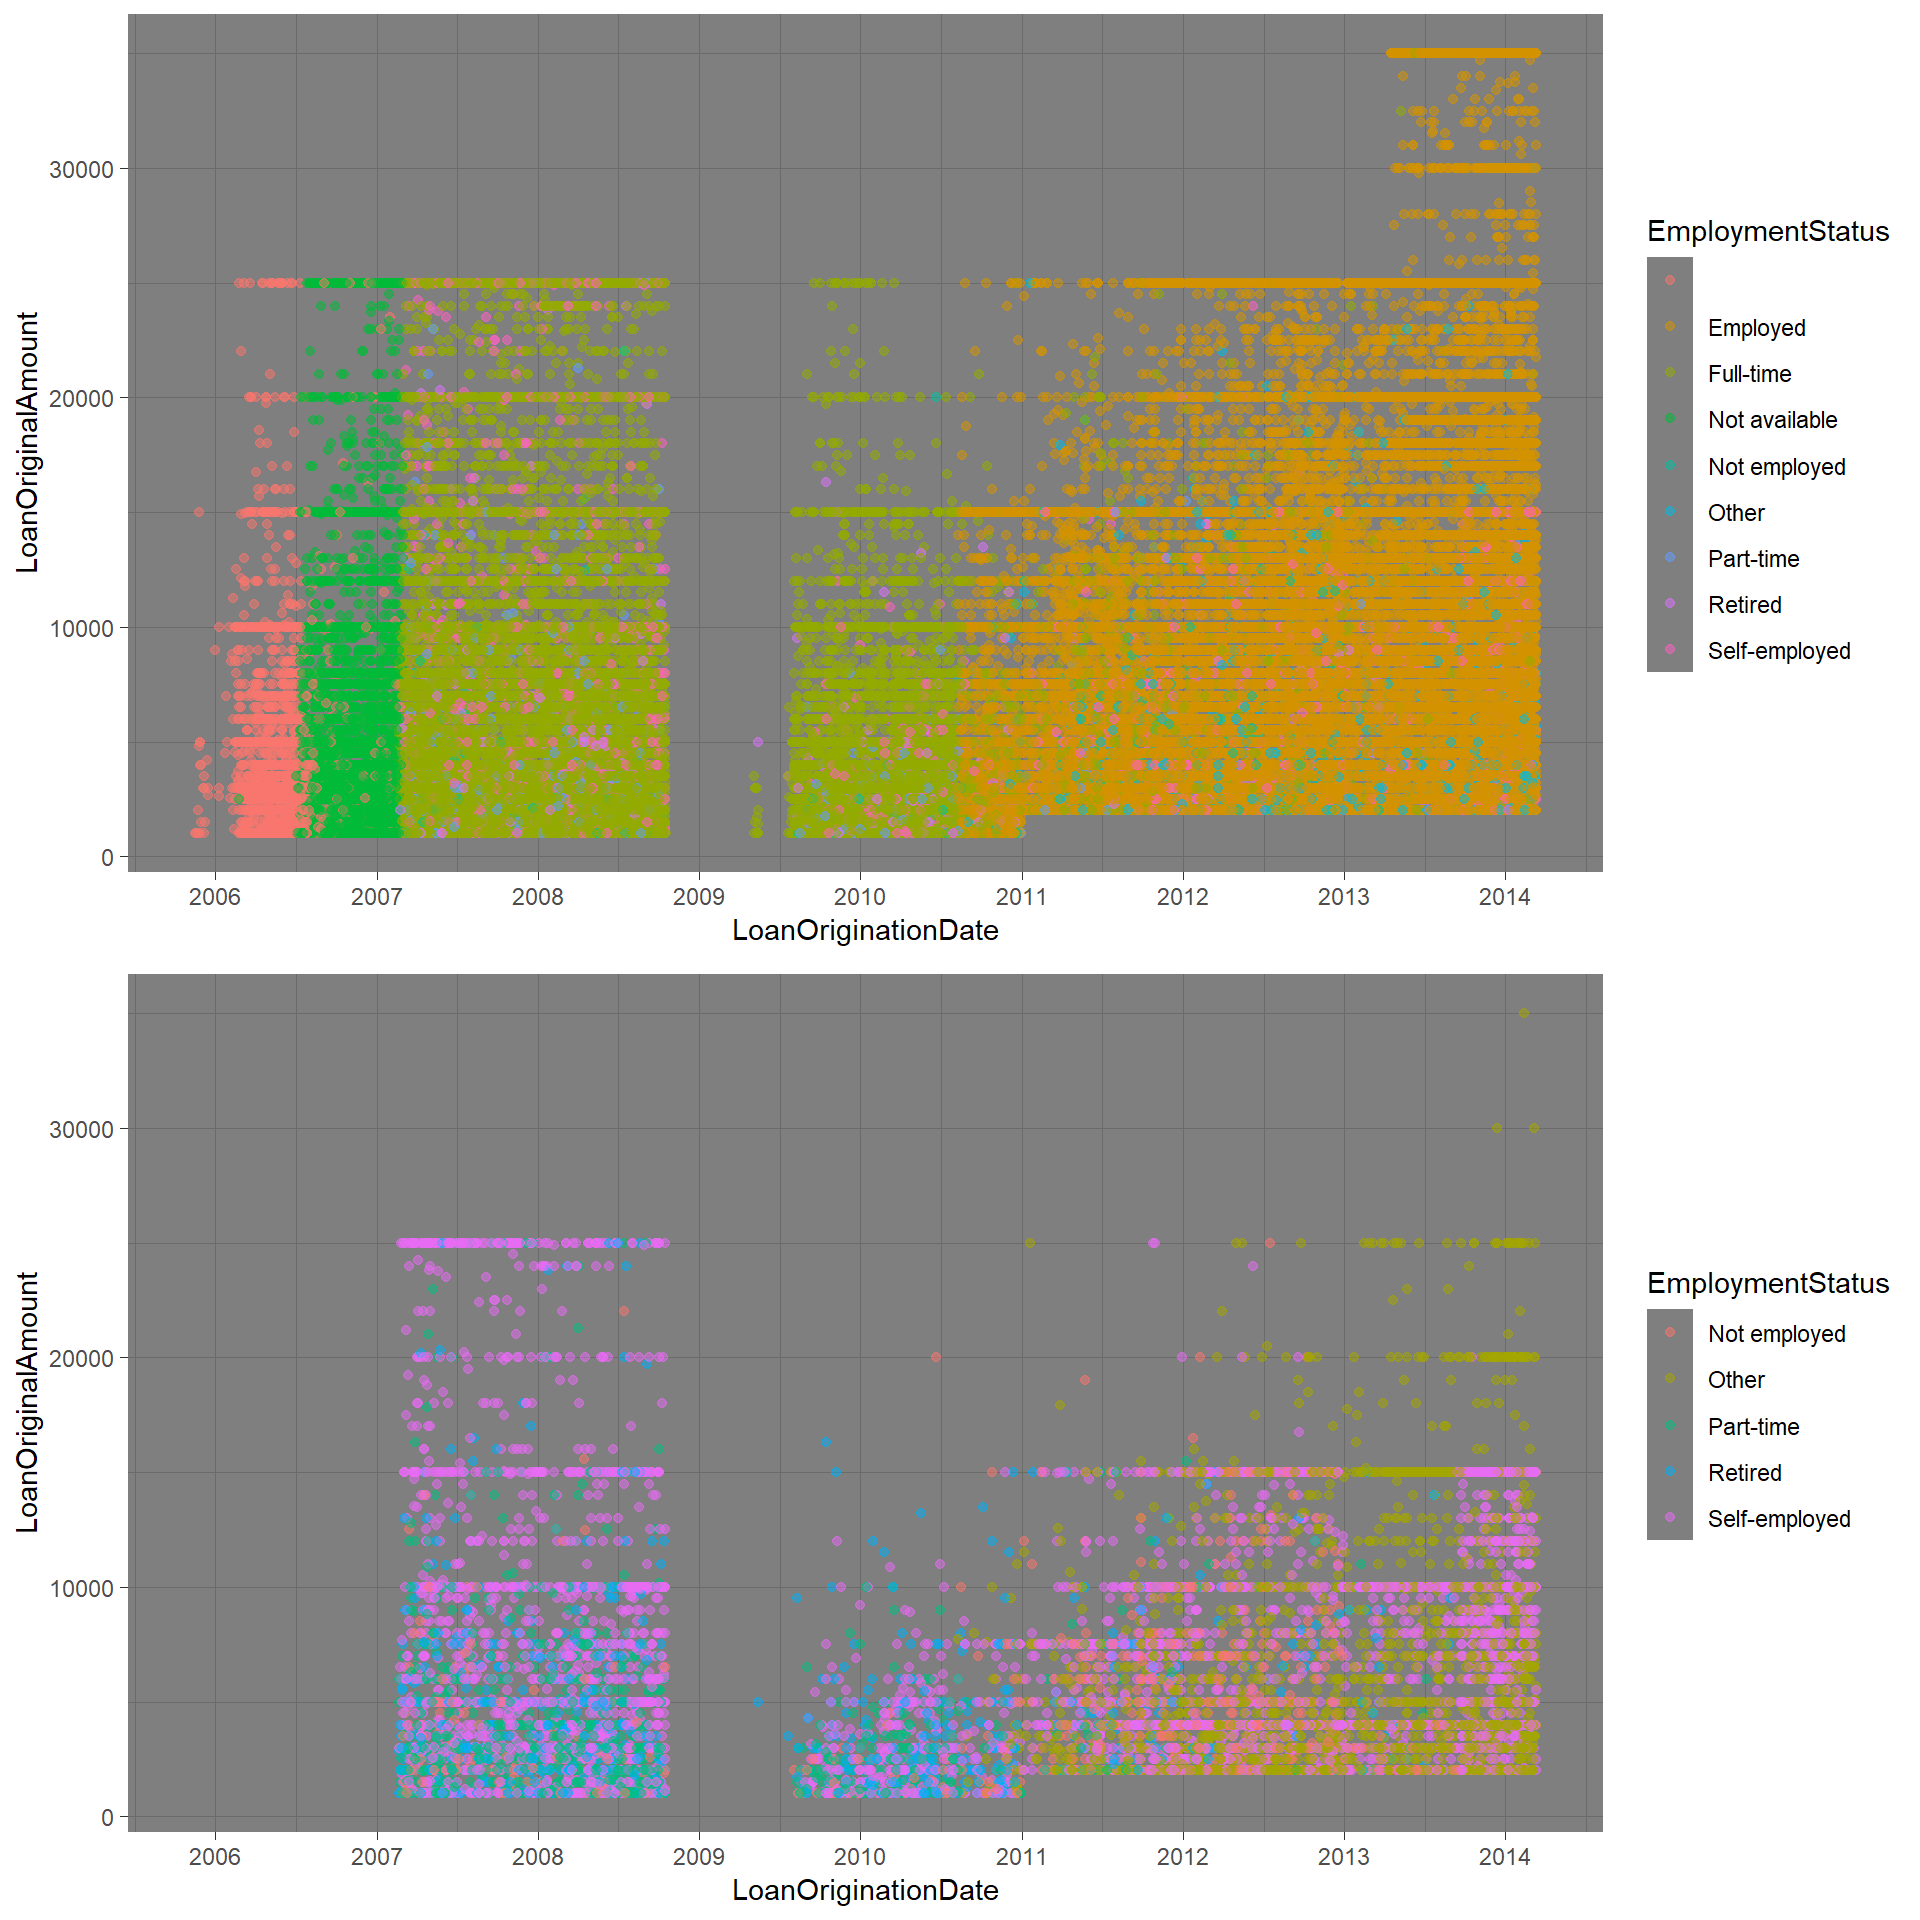 30000
20000
10000
0
LoanOriginalAmount
2006 2007 2008 2009 2010 2011 2012 2013 2014
LoanOriginationDate
EmploymentStatus
Employed
Full-time
Not available
Not employed
Other
Part-time
Retired
Self-employed
30000
20000
10000
0
LoanOriginalAmount
2006 2007 2008 2009 2010 2011 2012 2013 2014
LoanOriginationDate
EmploymentStatus
Not employed
Other
Part-time
Retired
Self-employed